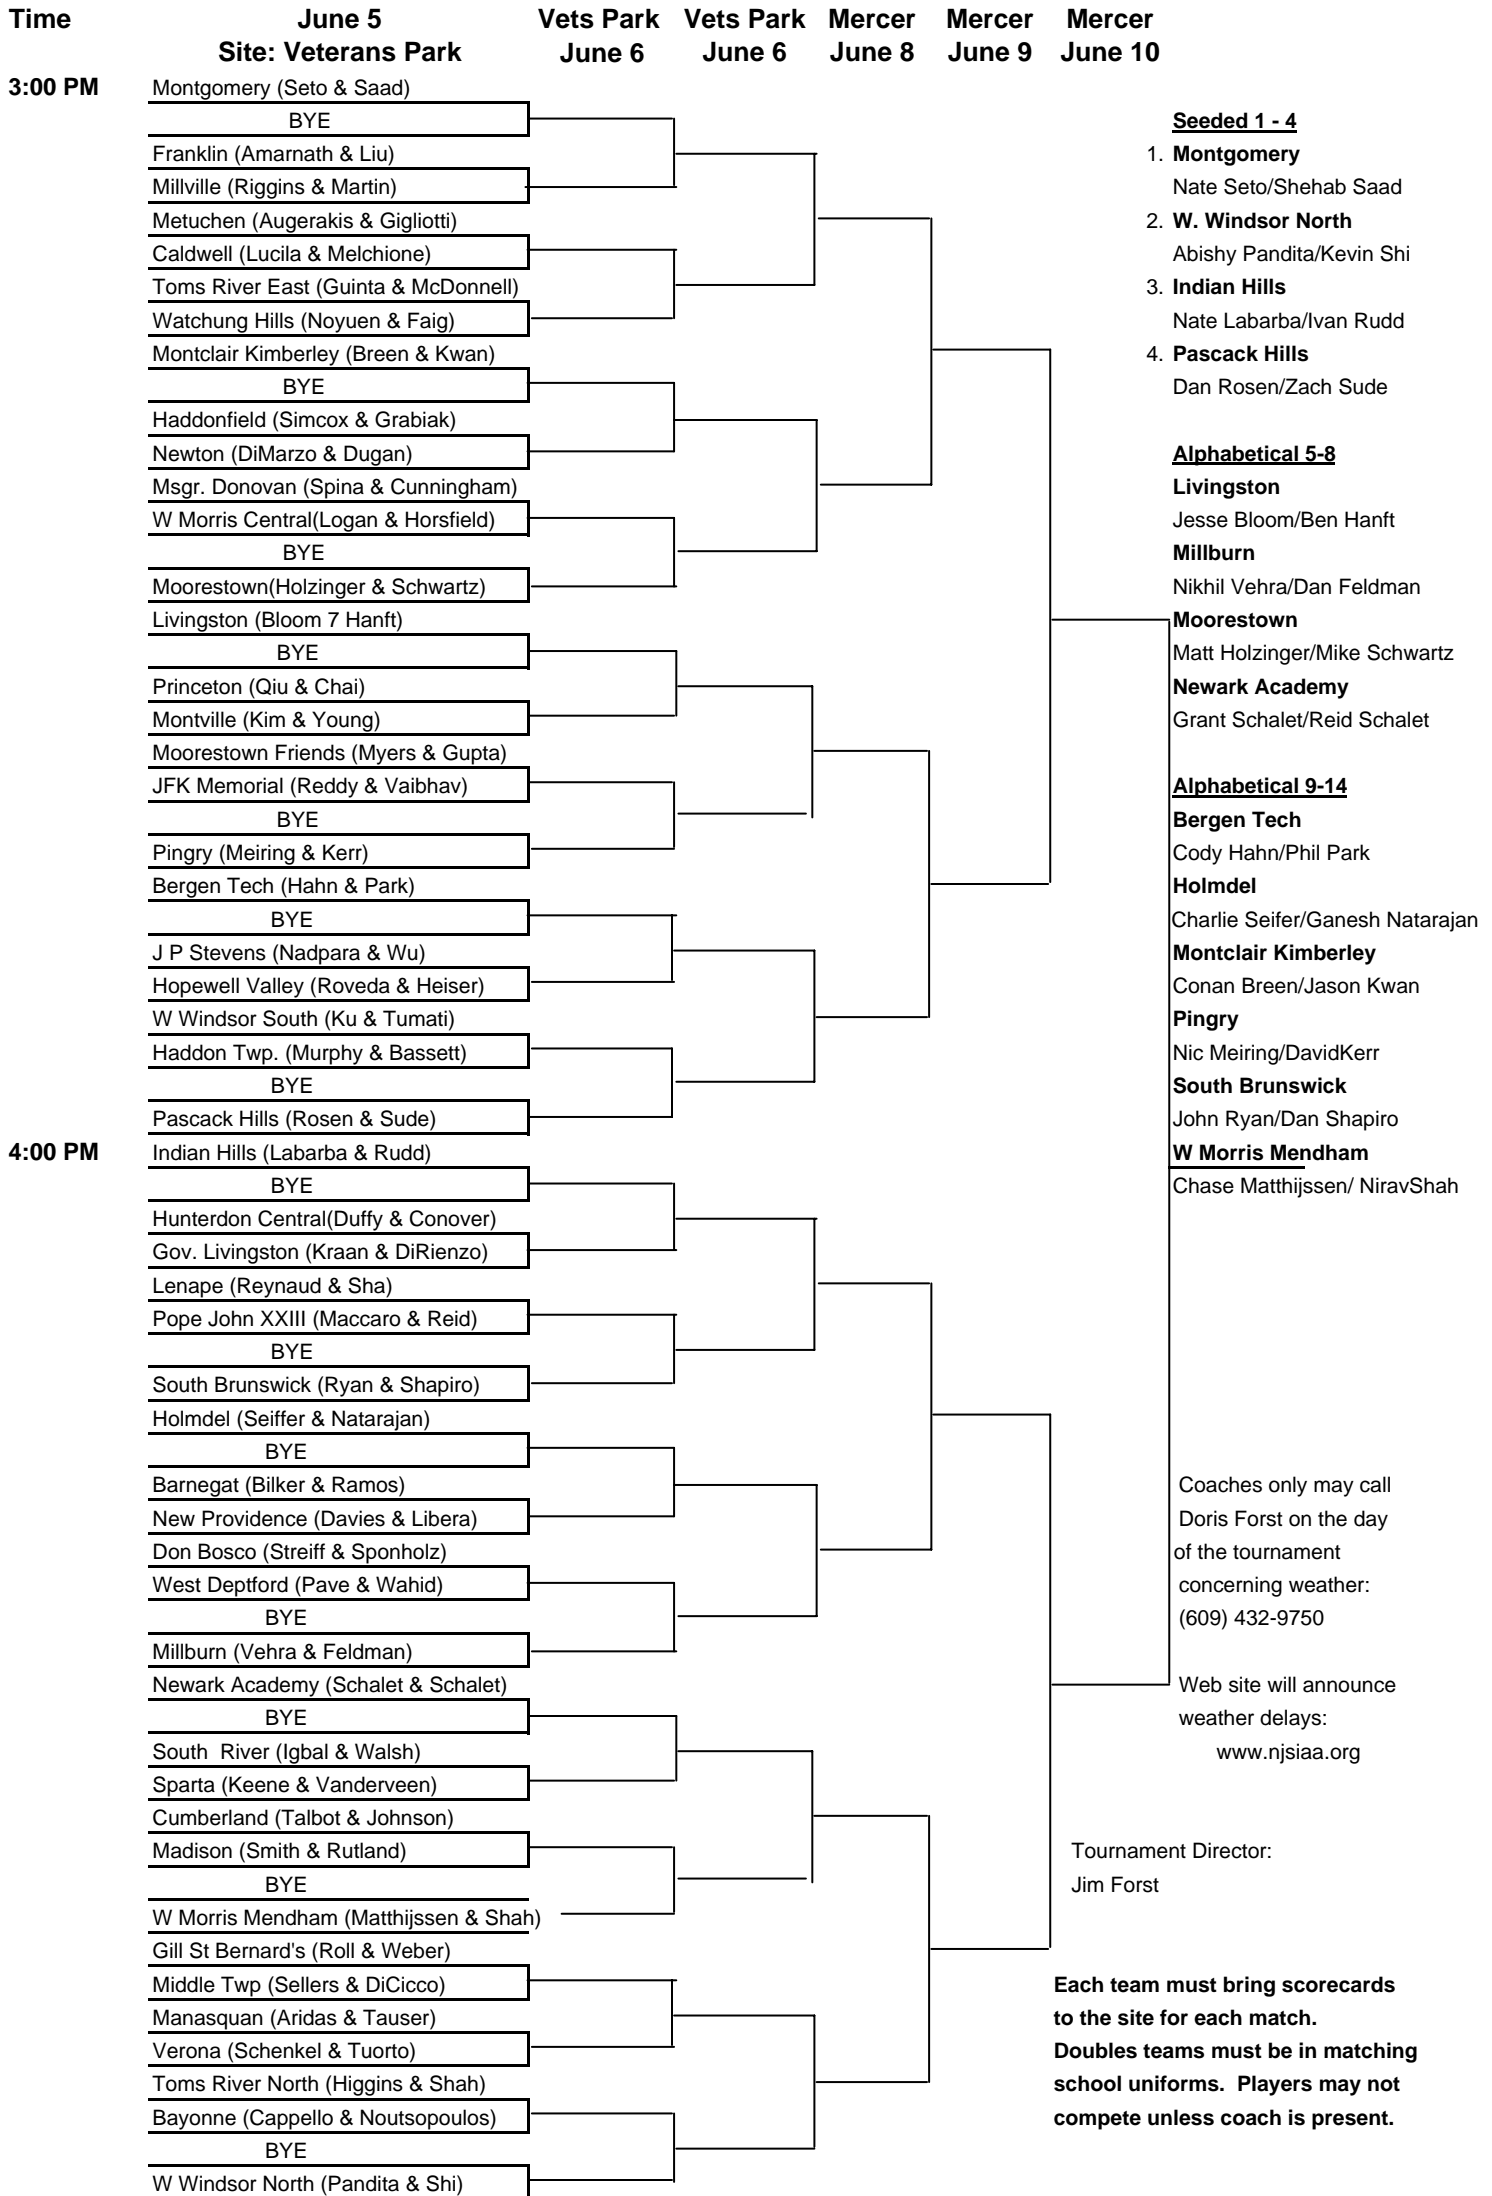 Time June 5 Vets Park Vets Park Mercer Mercer Mercer
Site: Veterans Park June 6 June 6 June 8 June 9 June 10
3:00 PM Montgomery (Seto & Saad)
BYE Seeded 1 - 4
Franklin (Amarnath & Liu) 1. Montgomery
Millville (Riggins & Martin) Nate Seto/Shehab Saad
Metuchen (Augerakis & Gigliotti) 2. W. Windsor North
Caldwell (Lucila & Melchione) Abishy Pandita/Kevin Shi
Toms River East (Guinta & McDonnell) 3. Indian Hills
Watchung Hills (Noyuen & Faig) Nate Labarba/Ivan Rudd
Montclair Kimberley (Breen & Kwan) 4. Pascack Hills
BYE Dan Rosen/Zach Sude
Haddonfield (Simcox & Grabiak)
Newton (DiMarzo & Dugan) Alphabetical 5-8
Msgr. Donovan (Spina & Cunningham) Livingston
W Morris Central(Logan & Horsfield) Jesse Bloom/Ben Hanft
BYE Millburn
Moorestown(Holzinger & Schwartz) Nikhil Vehra/Dan Feldman
Livingston (Bloom 7 Hanft) Moorestown
BYE Matt Holzinger/Mike Schwartz
Princeton (Qiu & Chai) Newark Academy
Montville (Kim & Young) Grant Schalet/Reid Schalet
Moorestown Friends (Myers & Gupta)
JFK Memorial (Reddy & Vaibhav) Alphabetical 9-14
BYE Bergen Tech
Pingry (Meiring & Kerr) Cody Hahn/Phil Park
Bergen Tech (Hahn & Park) Holmdel
BYE Charlie Seifer/Ganesh Natarajan
J P Stevens (Nadpara & Wu) Montclair Kimberley
Hopewell Valley (Roveda & Heiser) Conan Breen/Jason Kwan
W Windsor South (Ku & Tumati) Pingry
Haddon Twp. (Murphy & Bassett) Nic Meiring/DavidKerr
BYE South Brunswick
Pascack Hills (Rosen & Sude) John Ryan/Dan Shapiro
4:00 PM Indian Hills (Labarba & Rudd) W Morris Mendham
BYE Chase Matthijssen/ NiravShah
Hunterdon Central(Duffy & Conover)
Gov. Livingston (Kraan & DiRienzo)
Lenape (Reynaud & Sha)
Pope John XXIII (Maccaro & Reid)
BYE
South Brunswick (Ryan & Shapiro)
Holmdel (Seiffer & Natarajan)
BYE
Barnegat (Bilker & Ramos) Coaches only may call
New Providence (Davies & Libera) Doris Forst on the day
Don Bosco (Streiff & Sponholz) of the tournament
West Deptford (Pave & Wahid) concerning weather:
BYE (609) 432-9750
Millburn (Vehra & Feldman)
Newark Academy (Schalet & Schalet) Web site will announce
BYE weather delays:
South River (Igbal & Walsh) www.njsiaa.org
Sparta (Keene & Vanderveen)
Cumberland (Talbot & Johnson)
Madison (Smith & Rutland) Tournament Director:
BYE Jim Forst
W Morris Mendham (Matthijssen & Shah)
Gill St Bernard's (Roll & Weber)
Middle Twp (Sellers & DiCicco) Each team must bring scorecards
Manasquan (Aridas & Tauser) to the site for each match.
Verona (Schenkel & Tuorto) Doubles teams must be in matching
Toms River North (Higgins & Shah) school uniforms. Players may not
Bayonne (Cappello & Noutsopoulos) compete unless coach is present.
BYE
W Windsor North (Pandita & Shi)